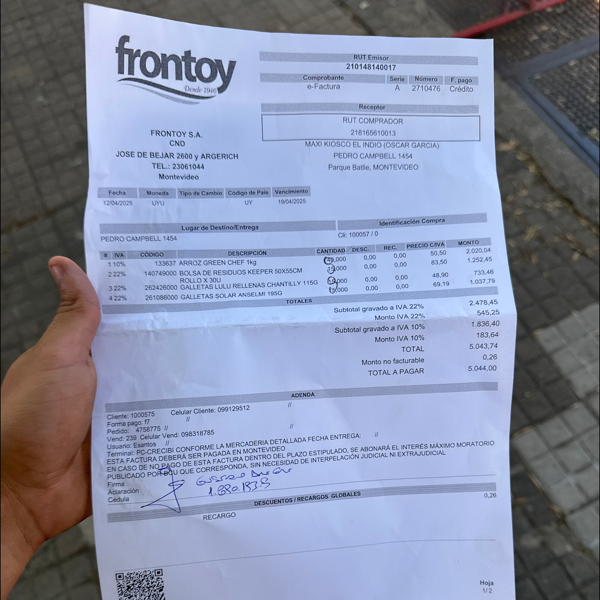 frontoy
Desde 1946
RUT Emisor
210148140017
Comprobante Serie Número F. pago
e-Factura A 2710476 Crédito
Receptor
RUT COMPRADOR
218165610013
MAXI KIOSCO EL INDIO (OSCAR GARCIA)
PEDRO CAMPBELL 1454
Parque Batlle, MONTEVIDEO
FRONTOY S.A.
CND
JOSE DE BEJAR 2600 y ARGERICH
TEL.: 23061044
Montevideo
Fecha Moneda Tipo de Cambio Código de País Vencimiento
12/04/2025 UYU UY 19/04/2025
Lugar de Destino/Entrega Identificación Compra
PEDRO CAMPBELL 1454 Cli: 100057 / 0
# IVA CÓDIGO DESCRIPCIÓN CANTIDAD DESC. REC. PRECIO C/IVA MONTO
1 10% 133637 ARROZ GREEN CHEF 1kg 0,00 0,00 50,50 2.020,04
2 22% 140749000 BOLSA DE RESIDUOS KEEPER 50X55CM 0,00 0,00 83,50 1.252,45
ROLLO X 30U
3 22% 262426000 GALLETAS LULU RELLENAS CHANTILLY 115G 0,00 0,00 48,90 733,46
4 22% 261086000 GALLETAS SOLAR ANSELMI 195G 0,00 0,00 69,19 1.037,79
TOTALES
Subtotal gravado a IVA 22% 2.478,45
Monto IVA 22% 545,25
Subtotal gravado a IVA 10% 1.836,40
Monto IVA 10% 183,64
TOTAL 5.043,74
Monto no facturable 0,26
TOTAL A PAGAR 5.044,00
ADENDA
Cliente: 1000575 Celular Cliente: 099129512 //
Forma pago: f7 //
Pedido: 4758775 // //
Vend: 239 Celular Vend: 098318785
Usuario: Esantos //
Terminal: PC-CRECIBI CONFORME LA MERCADERIA DETALLADA FECHA ENTREGA: //
ESTA FACTURA DEBERÁ SER PAGADA EN MONTEVIDEO
EN CASO DE NO PAGO DE ESTA FACTURA DENTRO DEL PLAZO ESTIPULADO, SE ABONARÁ EL INTERÉS MÁXIMO MORATORIO
PUBLICADO POR BCU QUE CORRESPONDA, SIN NECESIDAD DE INTERPELACIÓN JUDICIAL NI EXTRAJUDICIAL
Firma
Aclaración
Cédula
DESCUENTOS / RECARGOS GLOBALES
RECARGO 0,26
Hoja
1/2